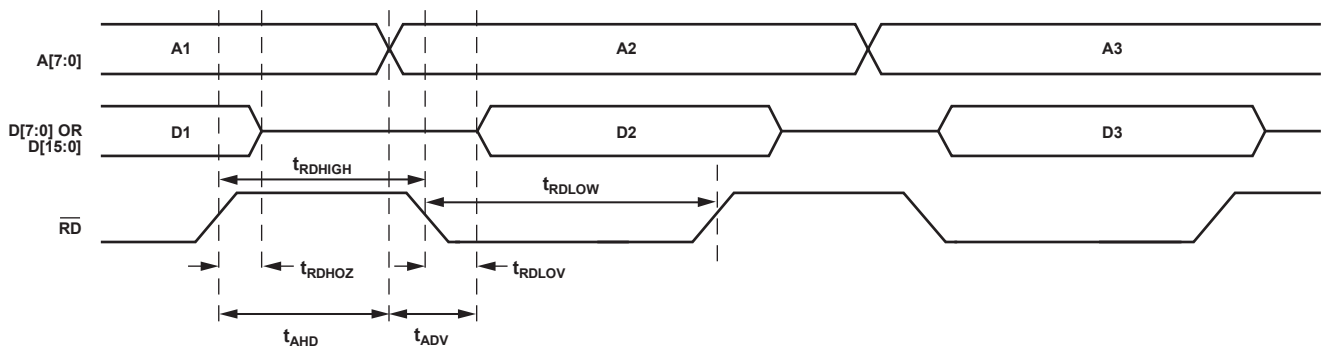 A[7:0]
A1
A2
A3
D[7:0] OR
D[15:0]
D1
D2
D3
tRDHIGH
tRDLOW
RD
tRDHOZ
tRDLOV
tAHD
tADV